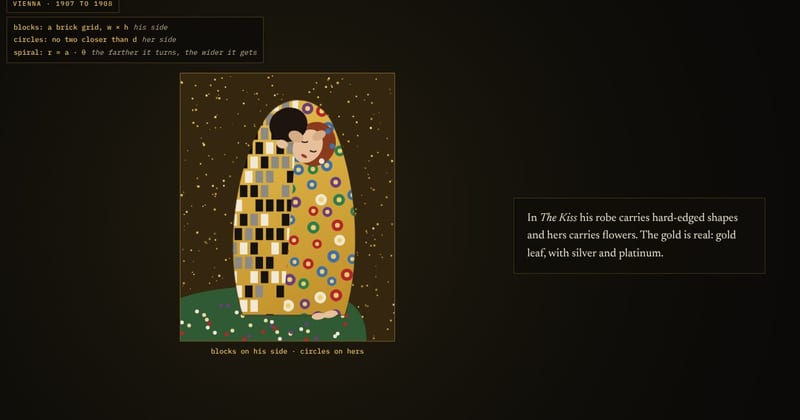 VIENNA · 1907 TO 1908
blocks: a brick grid, w × h his side
circles: no two closer than d her side
spiral: r = a · θ the farther it turns, the wider it gets
In The Kiss his robe carries hard-edged shapes
and hers carries flowers. The gold is real: gold
leaf, with silver and platinum.
blocks on his side · circles on hers